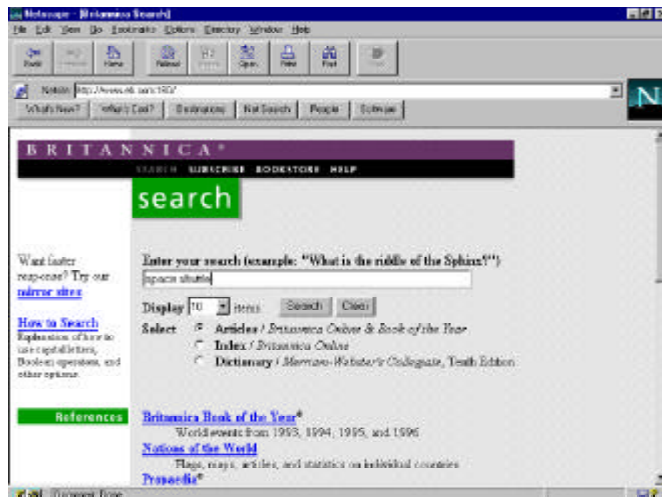 Netscape - [Britannica Search]
File Edit View Go Bookmarks Options Directory Window Help
Back Home Reload Open Print Find
http://www.eb.com:180/
What's New? What's Cool? Destinations Net Search People Software
N
BRITANNICA
SEARCH SUBSCRIBE BOOKSTORE HELP
search
Want faster
response? Try our
mirror sites
How to Search
Explanation of how to
use capital letters,
Boolean operators, and
other options.
Enter your search (example: "What is the riddle of the Sphinx?")
space shuttle
Display 10 items Search Clear
Select Articles / Britannica Online & Book of the Year
Index / Britannica Online
Dictionary / Merriam-Webster's Collegiate, Tenth Edition
References
Britannica Book of the Year*
World events from 1993, 1994, 1995, and 1996
Nations of the World
Flags, maps, articles, and statistics on individual countries
Propaedia*
Document: Done